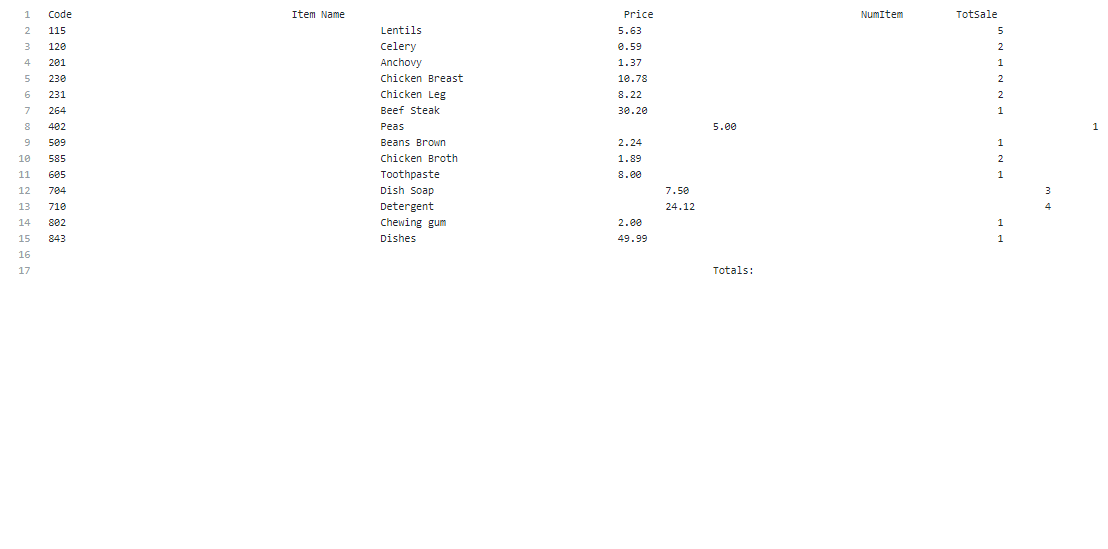 1 Code Item Name Price NumItem TotSale
2 115 Lentils 5.63 5
3 120 Celery 0.59 2
4 201 Anchovy 1.37 1
5 230 Chicken Breast 10.78 2
6 231 Chicken Leg 8.22 2
7 264 Beef Steak 30.20 1
8 402 Peas 5.00 1
9 509 Beans Brown 2.24 1
10 585 Chicken Broth 1.89 2
11 605 Toothpaste 8.00 1
12 704 Dish Soap 7.50 3
13 710 Detergent 24.12 4
14 802 Chewing gum 2.00 1
15 843 Dishes 49.99 1
16
17 Totals: